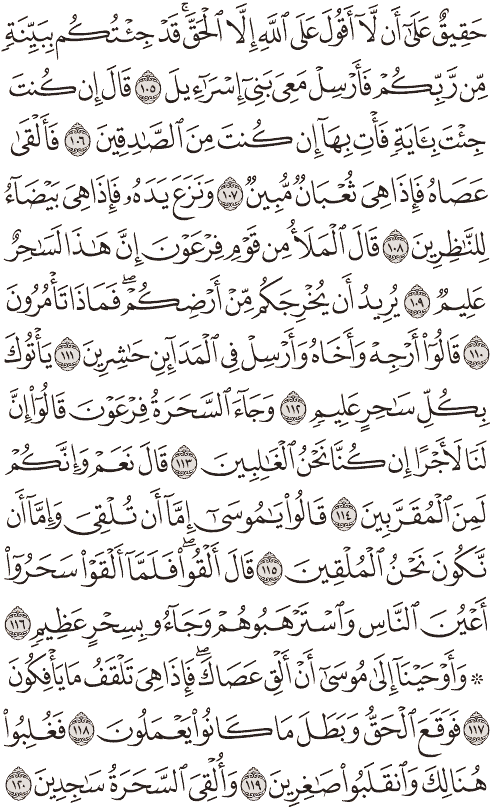 حَقِيقٌ عَلَىٰٓ أَن لَّآ أَقُولَ عَلَى ٱللَّهِ إِلَّا ٱلْحَقَّۚ قَدْ جِئْتُكُم بِبَيِّنَةٍ
مِّن رَّبِّكُمْ فَأَرْسِلْ مَعِىَ بَنِىٓ إِسْرَٰٓءِيلَ ١٠٥ قَالَ إِن كُنتَ
جِئْتَ بِـَٔايَةٍ فَأْتِ بِهَآ إِن كُنتَ مِنَ ٱلصَّٰدِقِينَ ١٠٦ فَأَلْقَىٰ
عَصَاهُ فَإِذَا هِىَ ثُعْبَانٌ مُّبِينٌ ١٠٧ وَنَزَعَ يَدَهُۥ فَإِذَا هِىَ بَيْضَآءُ
لِلنَّٰظِرِينَ ١٠٨ قَالَ ٱلْمَلَأُ مِن قَوْمِ فِرْعَوْنَ إِنَّ هَٰذَا لَسَٰحِرٌ
عَلِيمٌ ١٠٩ يُرِيدُ أَن يُخْرِجَكُم مِّنْ أَرْضِكُمْۖ فَمَاذَا تَأْمُرُونَ
١١٠ قَالُوٓا۟ أَرْجِهْ وَأَخَاهُ وَأَرْسِلْ فِى ٱلْمَدَآئِنِ حَٰشِرِينَ ١١١ يَأْتُوكَ
بِكُلِّ سَٰحِرٍ عَلِيمٍ ١١٢ وَجَآءَ ٱلسَّحَرَةُ فِرْعَوْنَ قَالُوٓا۟ إِنَّ
لَنَا لَأَجْرًا إِن كُنَّا نَحْنُ ٱلْغَٰلِبِينَ ١١٣ قَالَ نَعَمْ وَإِنَّكُمْ
لَمِنَ ٱلْمُقَرَّبِينَ ١١٤ قَالُوا۟ يَٰمُوسَىٰٓ إِمَّآ أَن تُلْقِىَ وَإِمَّآ أَن
نَّكُونَ نَحْنُ ٱلْمُلْقِينَ ١١٥ قَالَ أَلْقُوا۟ۖ فَلَمَّآ أَلْقَوْا۟ سَحَرُوٓا۟
أَعْيُنَ ٱلنَّاسِ وَٱسْتَرْهَبُوهُمْ وَجَآءُو بِسِحْرٍ عَظِيمٍ ١١٦
۞ وَأَوْحَيْنَآ إِلَىٰ مُوسَىٰٓ أَنْ أَلْقِ عَصَاكَۖ فَإِذَا هِىَ تَلْقَفُ مَا يَأْفِكُونَ
١١٧ فَوَقَعَ ٱلْحَقُّ وَبَطَلَ مَا كَانُوا۟ يَعْمَلُونَ ١١٨ فَغُلِبُوا۟
هُنَالِكَ وَٱنقَلَبُوا۟ صَٰغِرِينَ ١١٩ وَأُلْقِىَ ٱلسَّحَرَةُ سَٰجِدِينَ ١٢٠